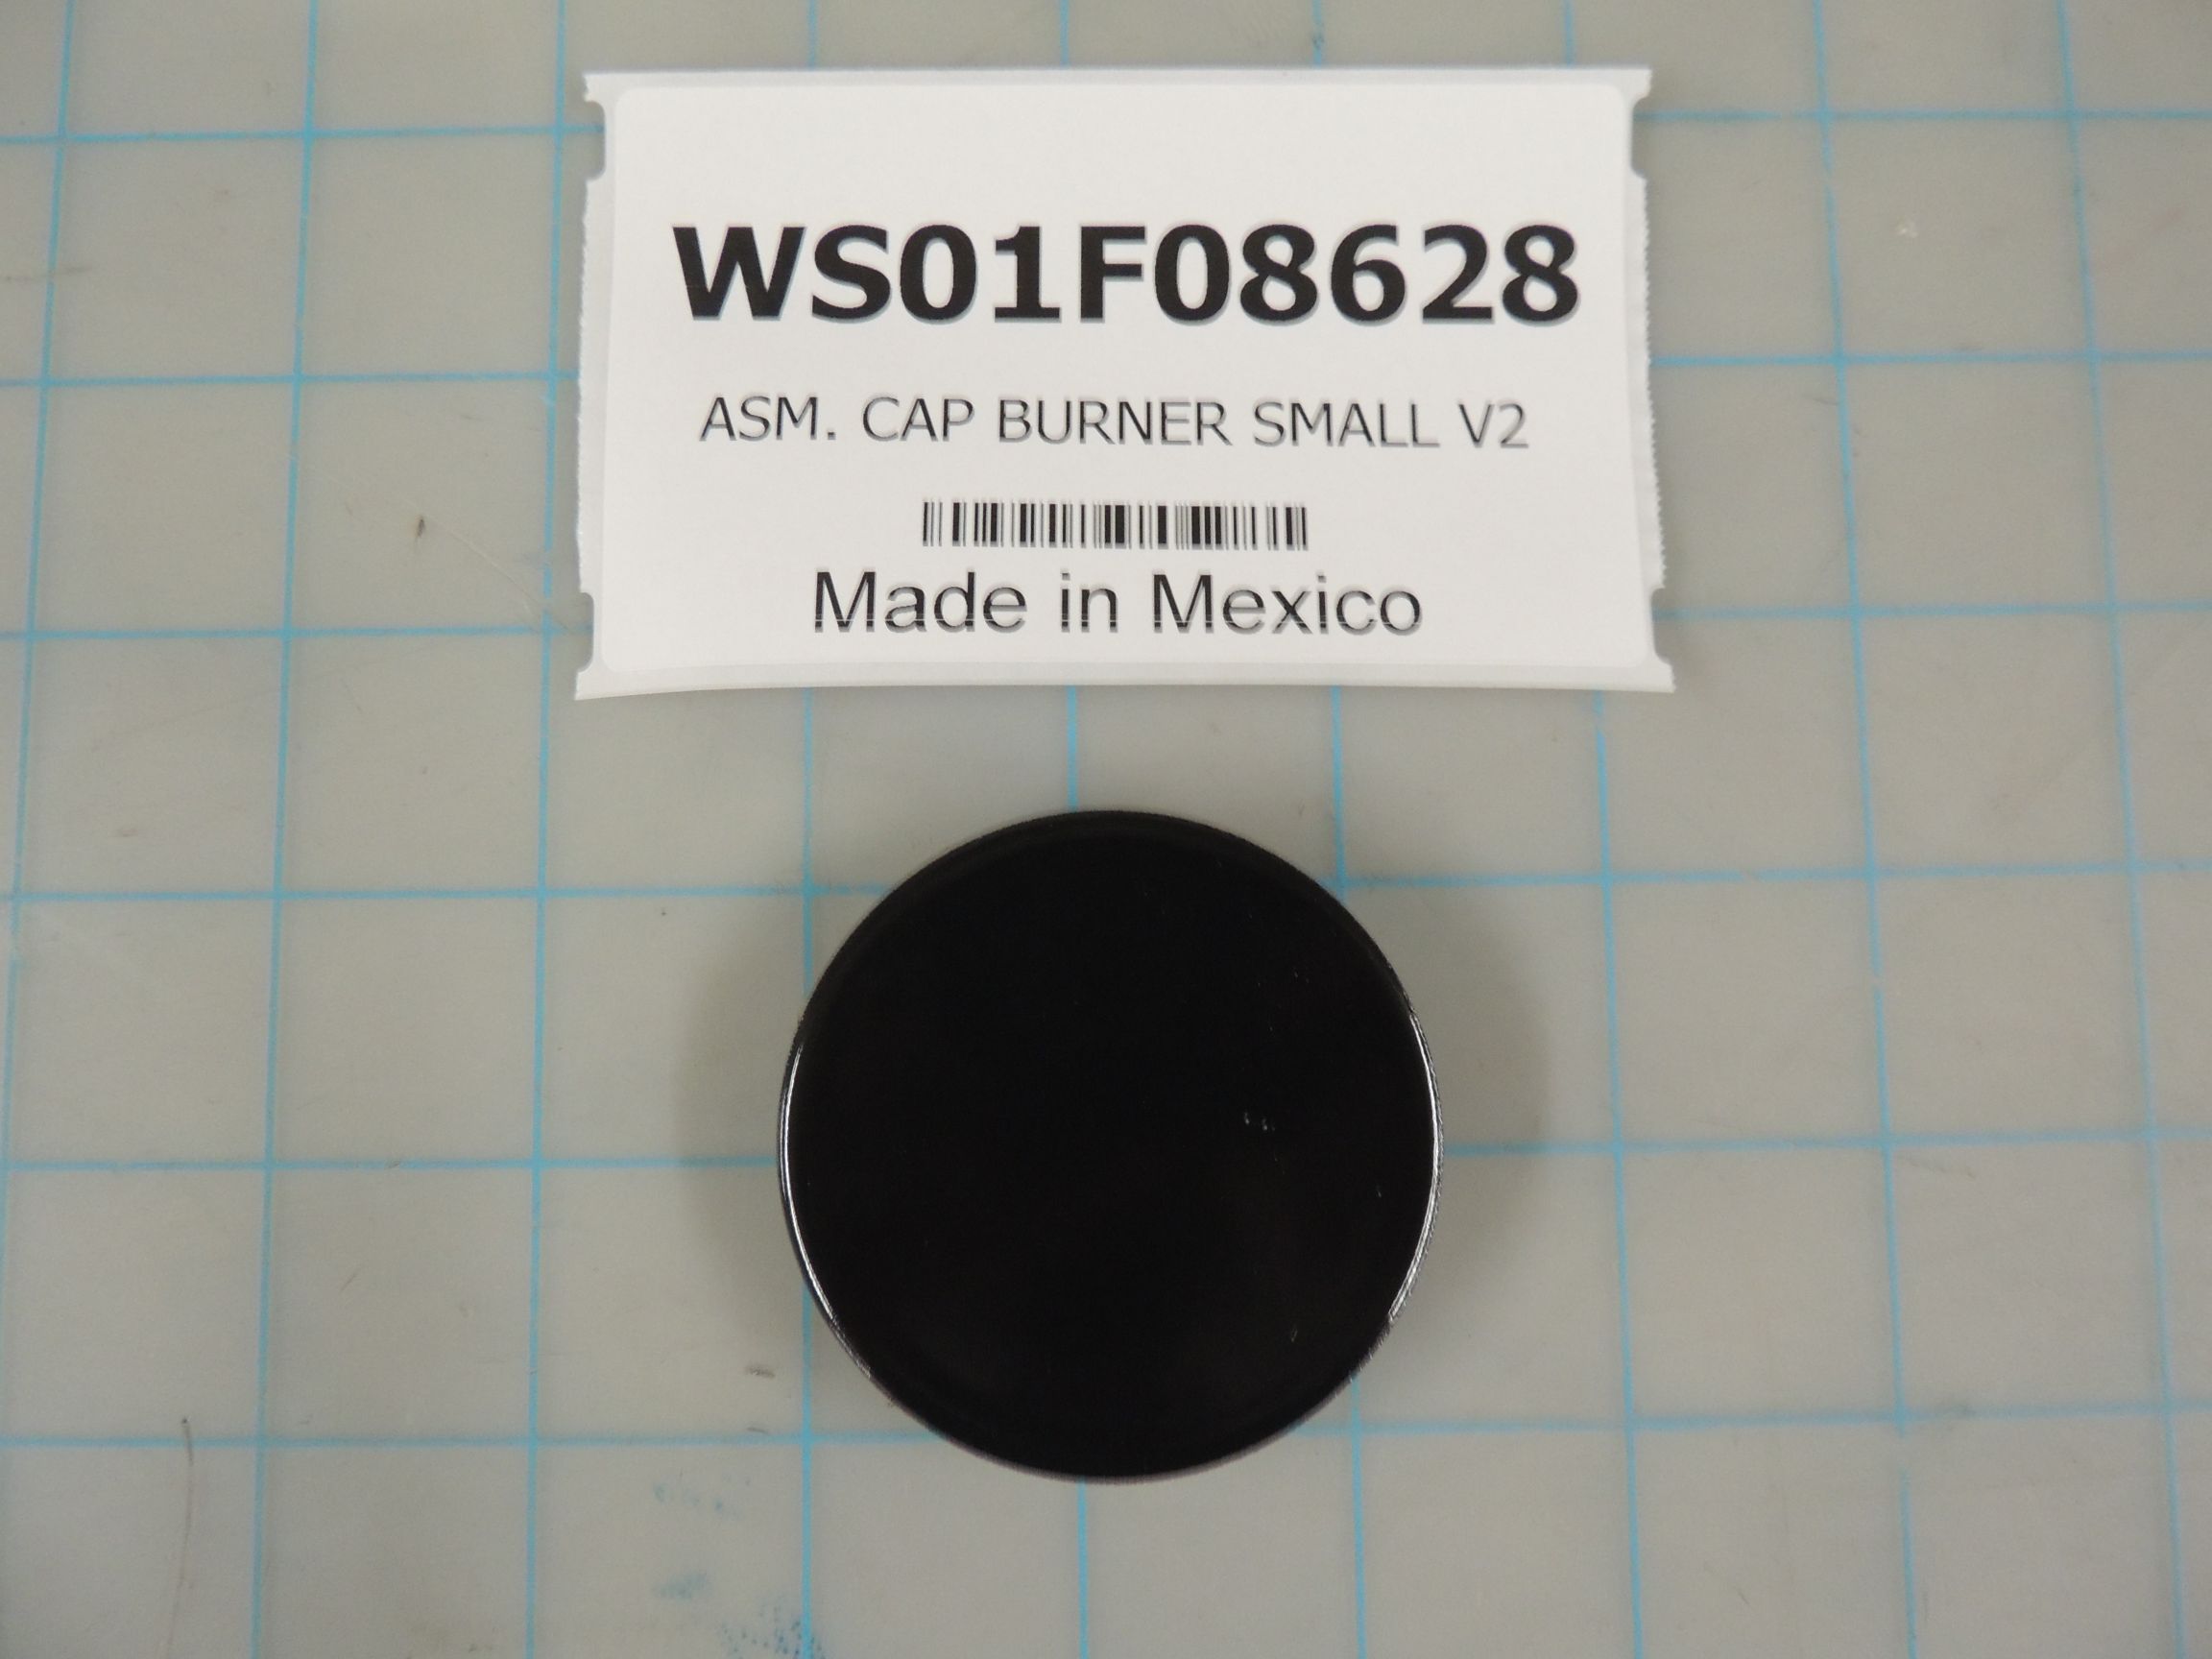 WS01F08628
ASM. CAP BURNER SMALL V2
Made in Mexico